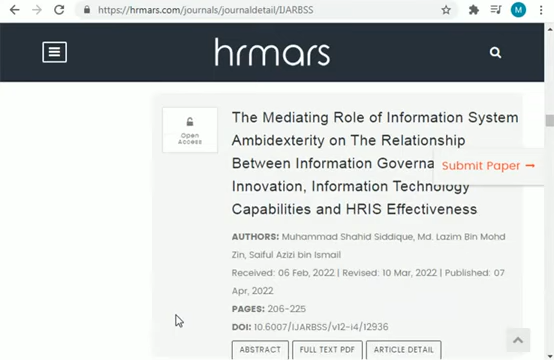 https://hrmars.com/journals/journaldetail/IJARBSS
M
hrmars
Open
Access
The Mediating Role of Information System
Ambidexterity on The Relationship
Between Information Governa
Submit Paper →
Innovation, Information Technology
Capabilities and HRIS Effectiveness
AUTHORS: Muhammad Shahid Siddique, Md. Lazim Bin Mohd
Zin, Saiful Azizi bin Ismail
Received: 06 Feb, 2022 | Revised: 10 Mar, 2022 | Published: 07
Apr, 2022
PAGES: 206-225
DOI: 10.6007/IJARBSS/v12-i4/12936
ABSTRACT FULL TEXT PDF ARTICLE DETAIL